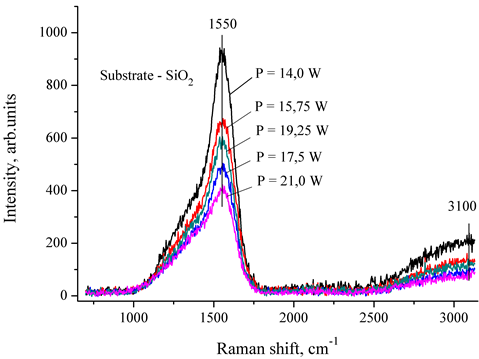 1550
1000
800
600
400
200
0
Intensity, arb.units
Substrate - SiO₂
P = 14,0 W
P = 15,75 W
P = 19,25 W
P = 17,5 W
P = 21,0 W
3100
1000 1500 2000 2500 3000
Raman shift, cm⁻¹